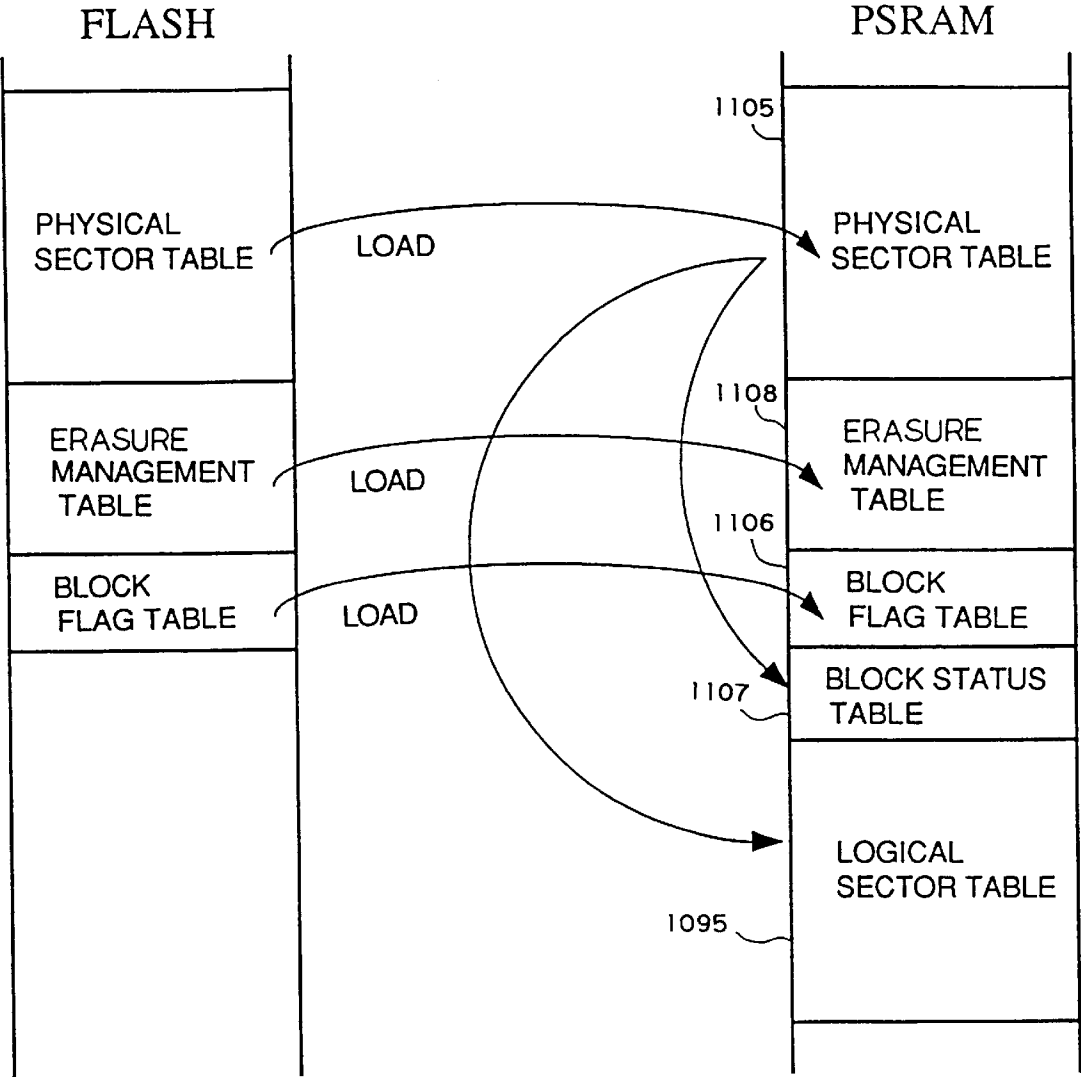 FLASH
PSRAM
1105
PHYSICAL
SECTOR TABLE
LOAD
PHYSICAL
SECTOR TABLE
1108
ERASURE
MANAGEMENT
TABLE
LOAD
ERASURE
MANAGEMENT
TABLE
1106
BLOCK
FLAG TABLE
LOAD
BLOCK
FLAG TABLE
1107
BLOCK STATUS
TABLE
LOGICAL
SECTOR TABLE
1095